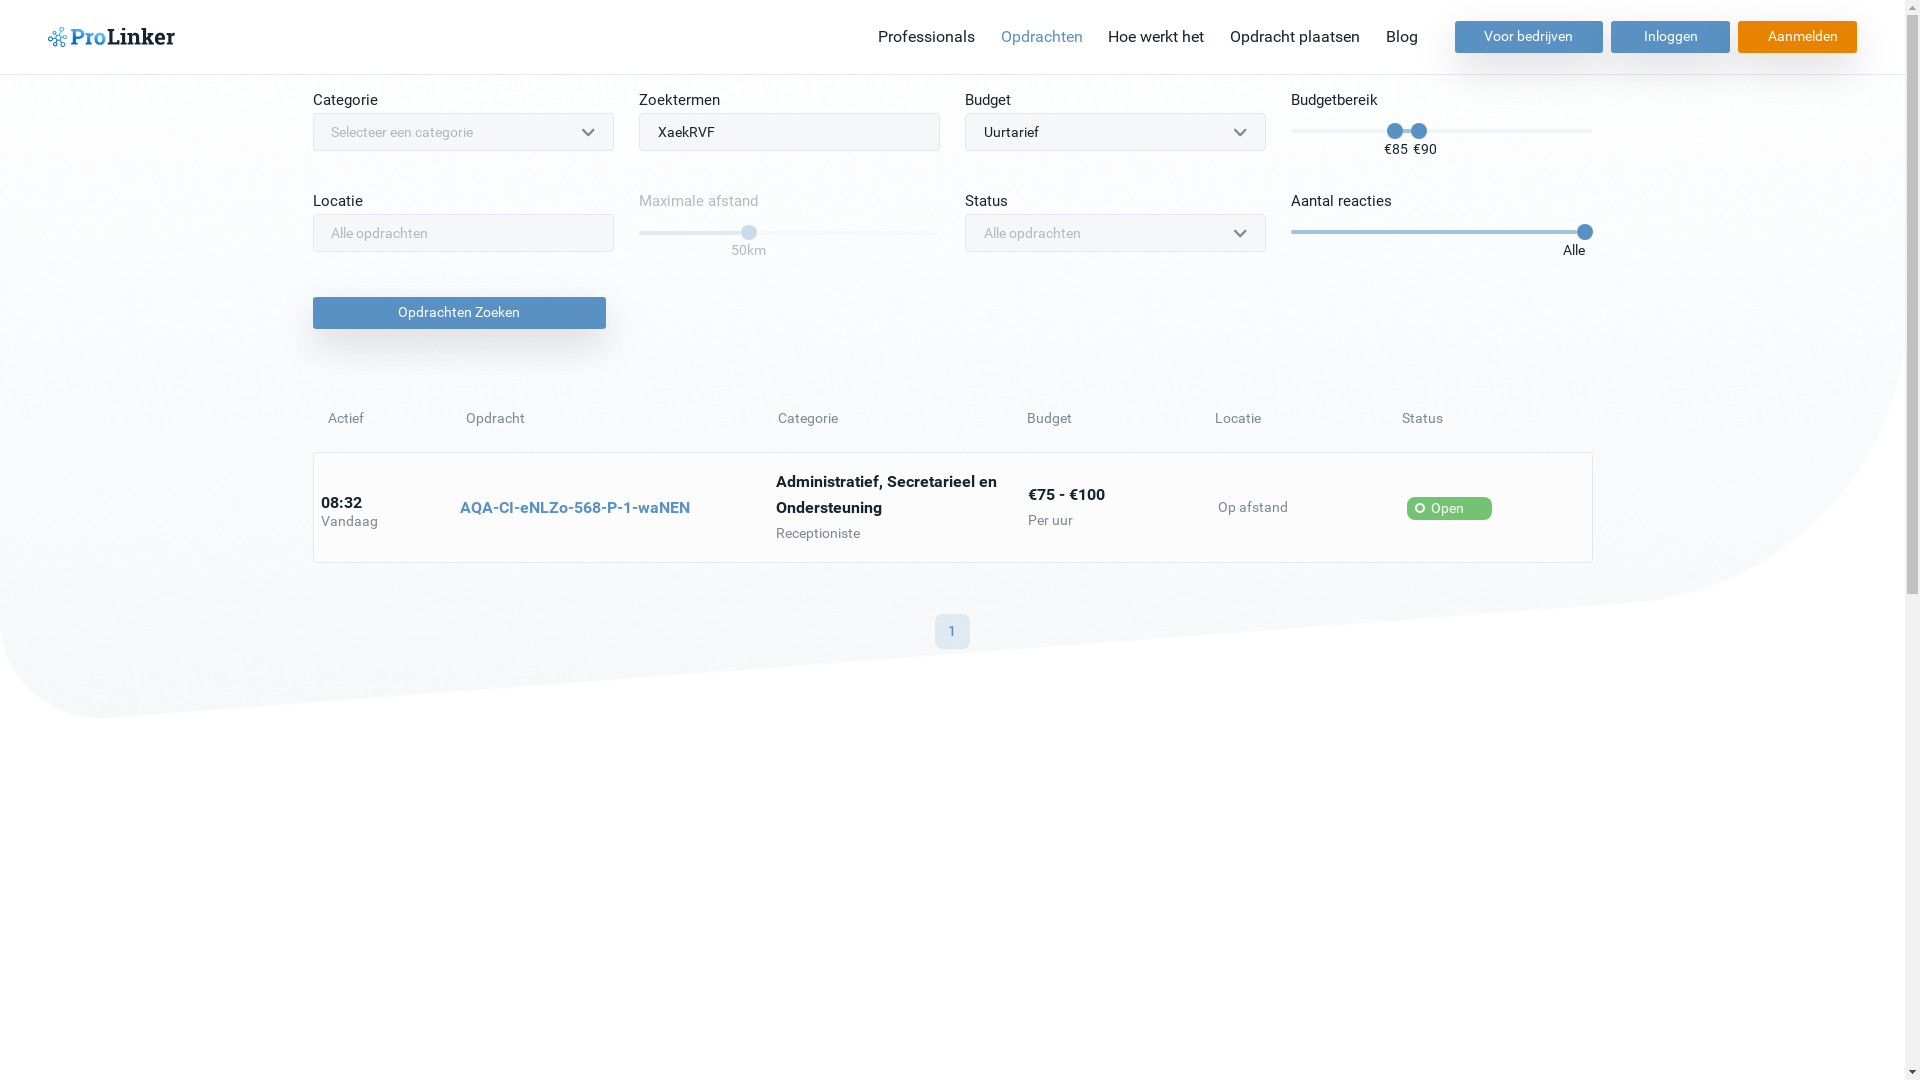 ProLinker
Professionals Opdrachten Hoe werkt het Opdracht plaatsen Blog Voor bedrijven Inloggen Aanmelden
Categorie Zoektermen Budget Budgetbereik
Selecteer een categorie XaekRVF Uurtarief
€85 €90
Locatie Maximale afstand Status Aantal reacties
Alle opdrachten Alle opdrachten
50km Alle
Opdrachten Zoeken
Actief Opdracht Categorie Budget Locatie Status
08:32
Vandaag
AQA-CI-eNLZo-568-P-1-waNEN
Administratief, Secretarieel en
Ondersteuning
Receptioniste
€75 - €100
Per uur
Op afstand
Open
1